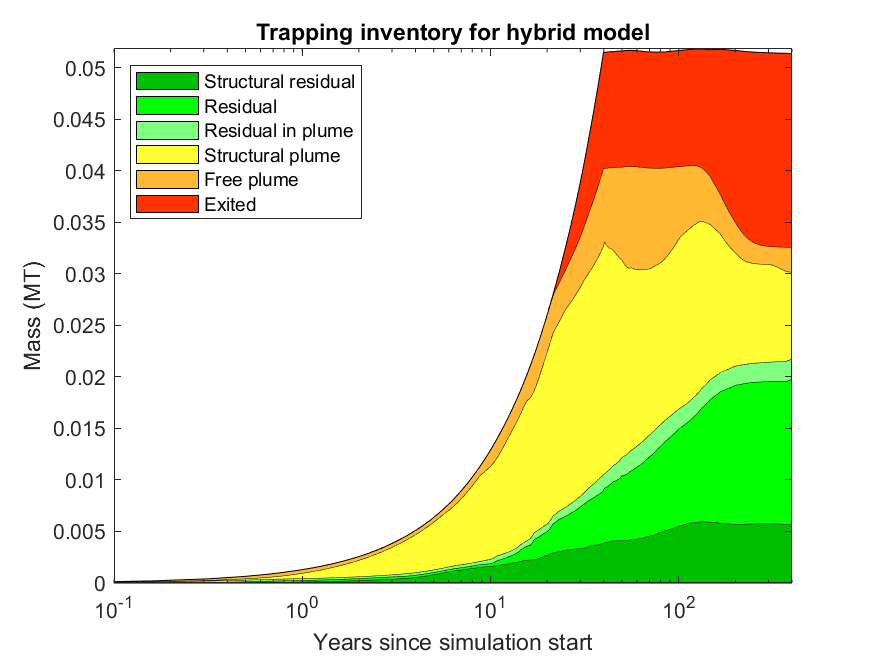 Trapping inventory for hybrid model
0.05
0.045
0.04
0.035
0.03
0.025
0.02
0.015
0.01
0.005
0
Mass (MT)
Structural residual
Residual
Residual in plume
Structural plume
Free plume
Exited
10⁻¹ 10⁰ 10¹ 10²
Years since simulation start